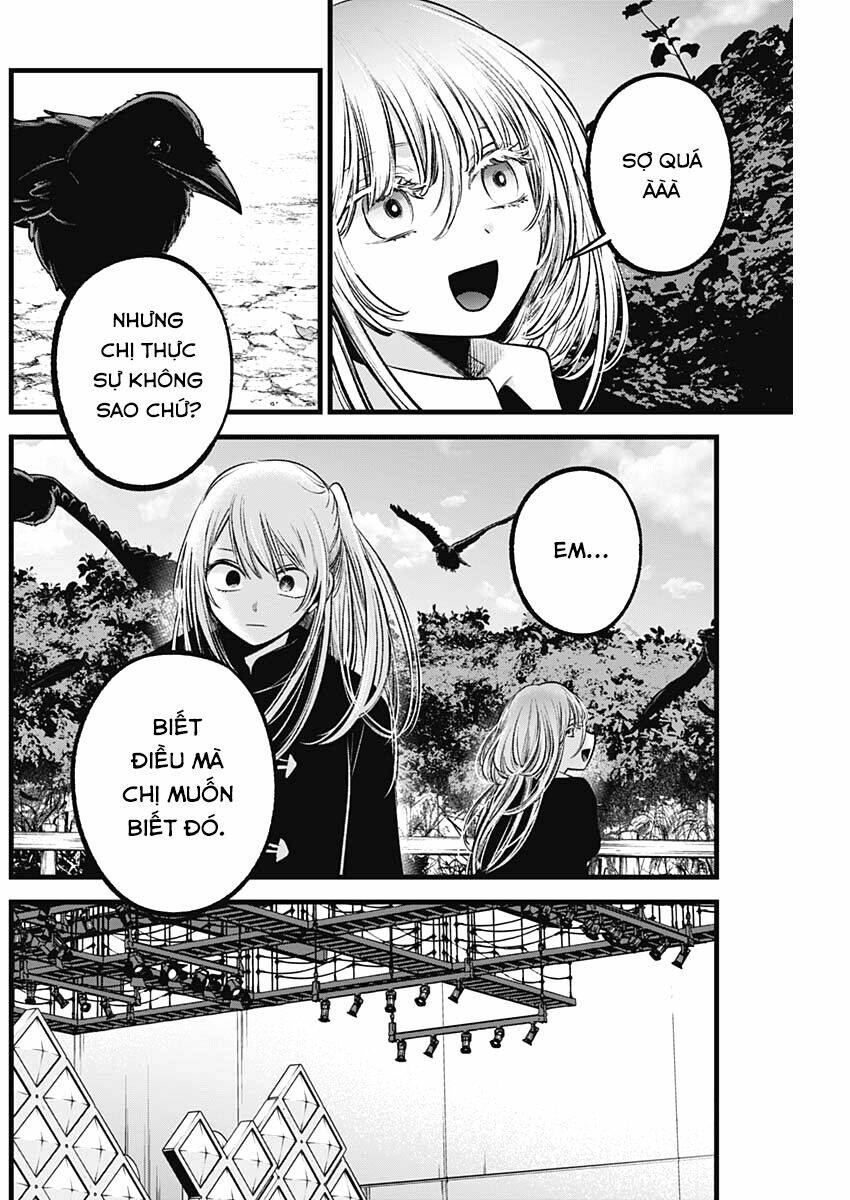 SỢ QUÁ
ÀÀÀ
NHƯNG
CHỊ THỰC
SỰ KHÔNG
SAO CHỨ?
EM...
BIẾT
ĐIỀU MÀ
CHỊ MUỐN
BIẾT ĐÓ.